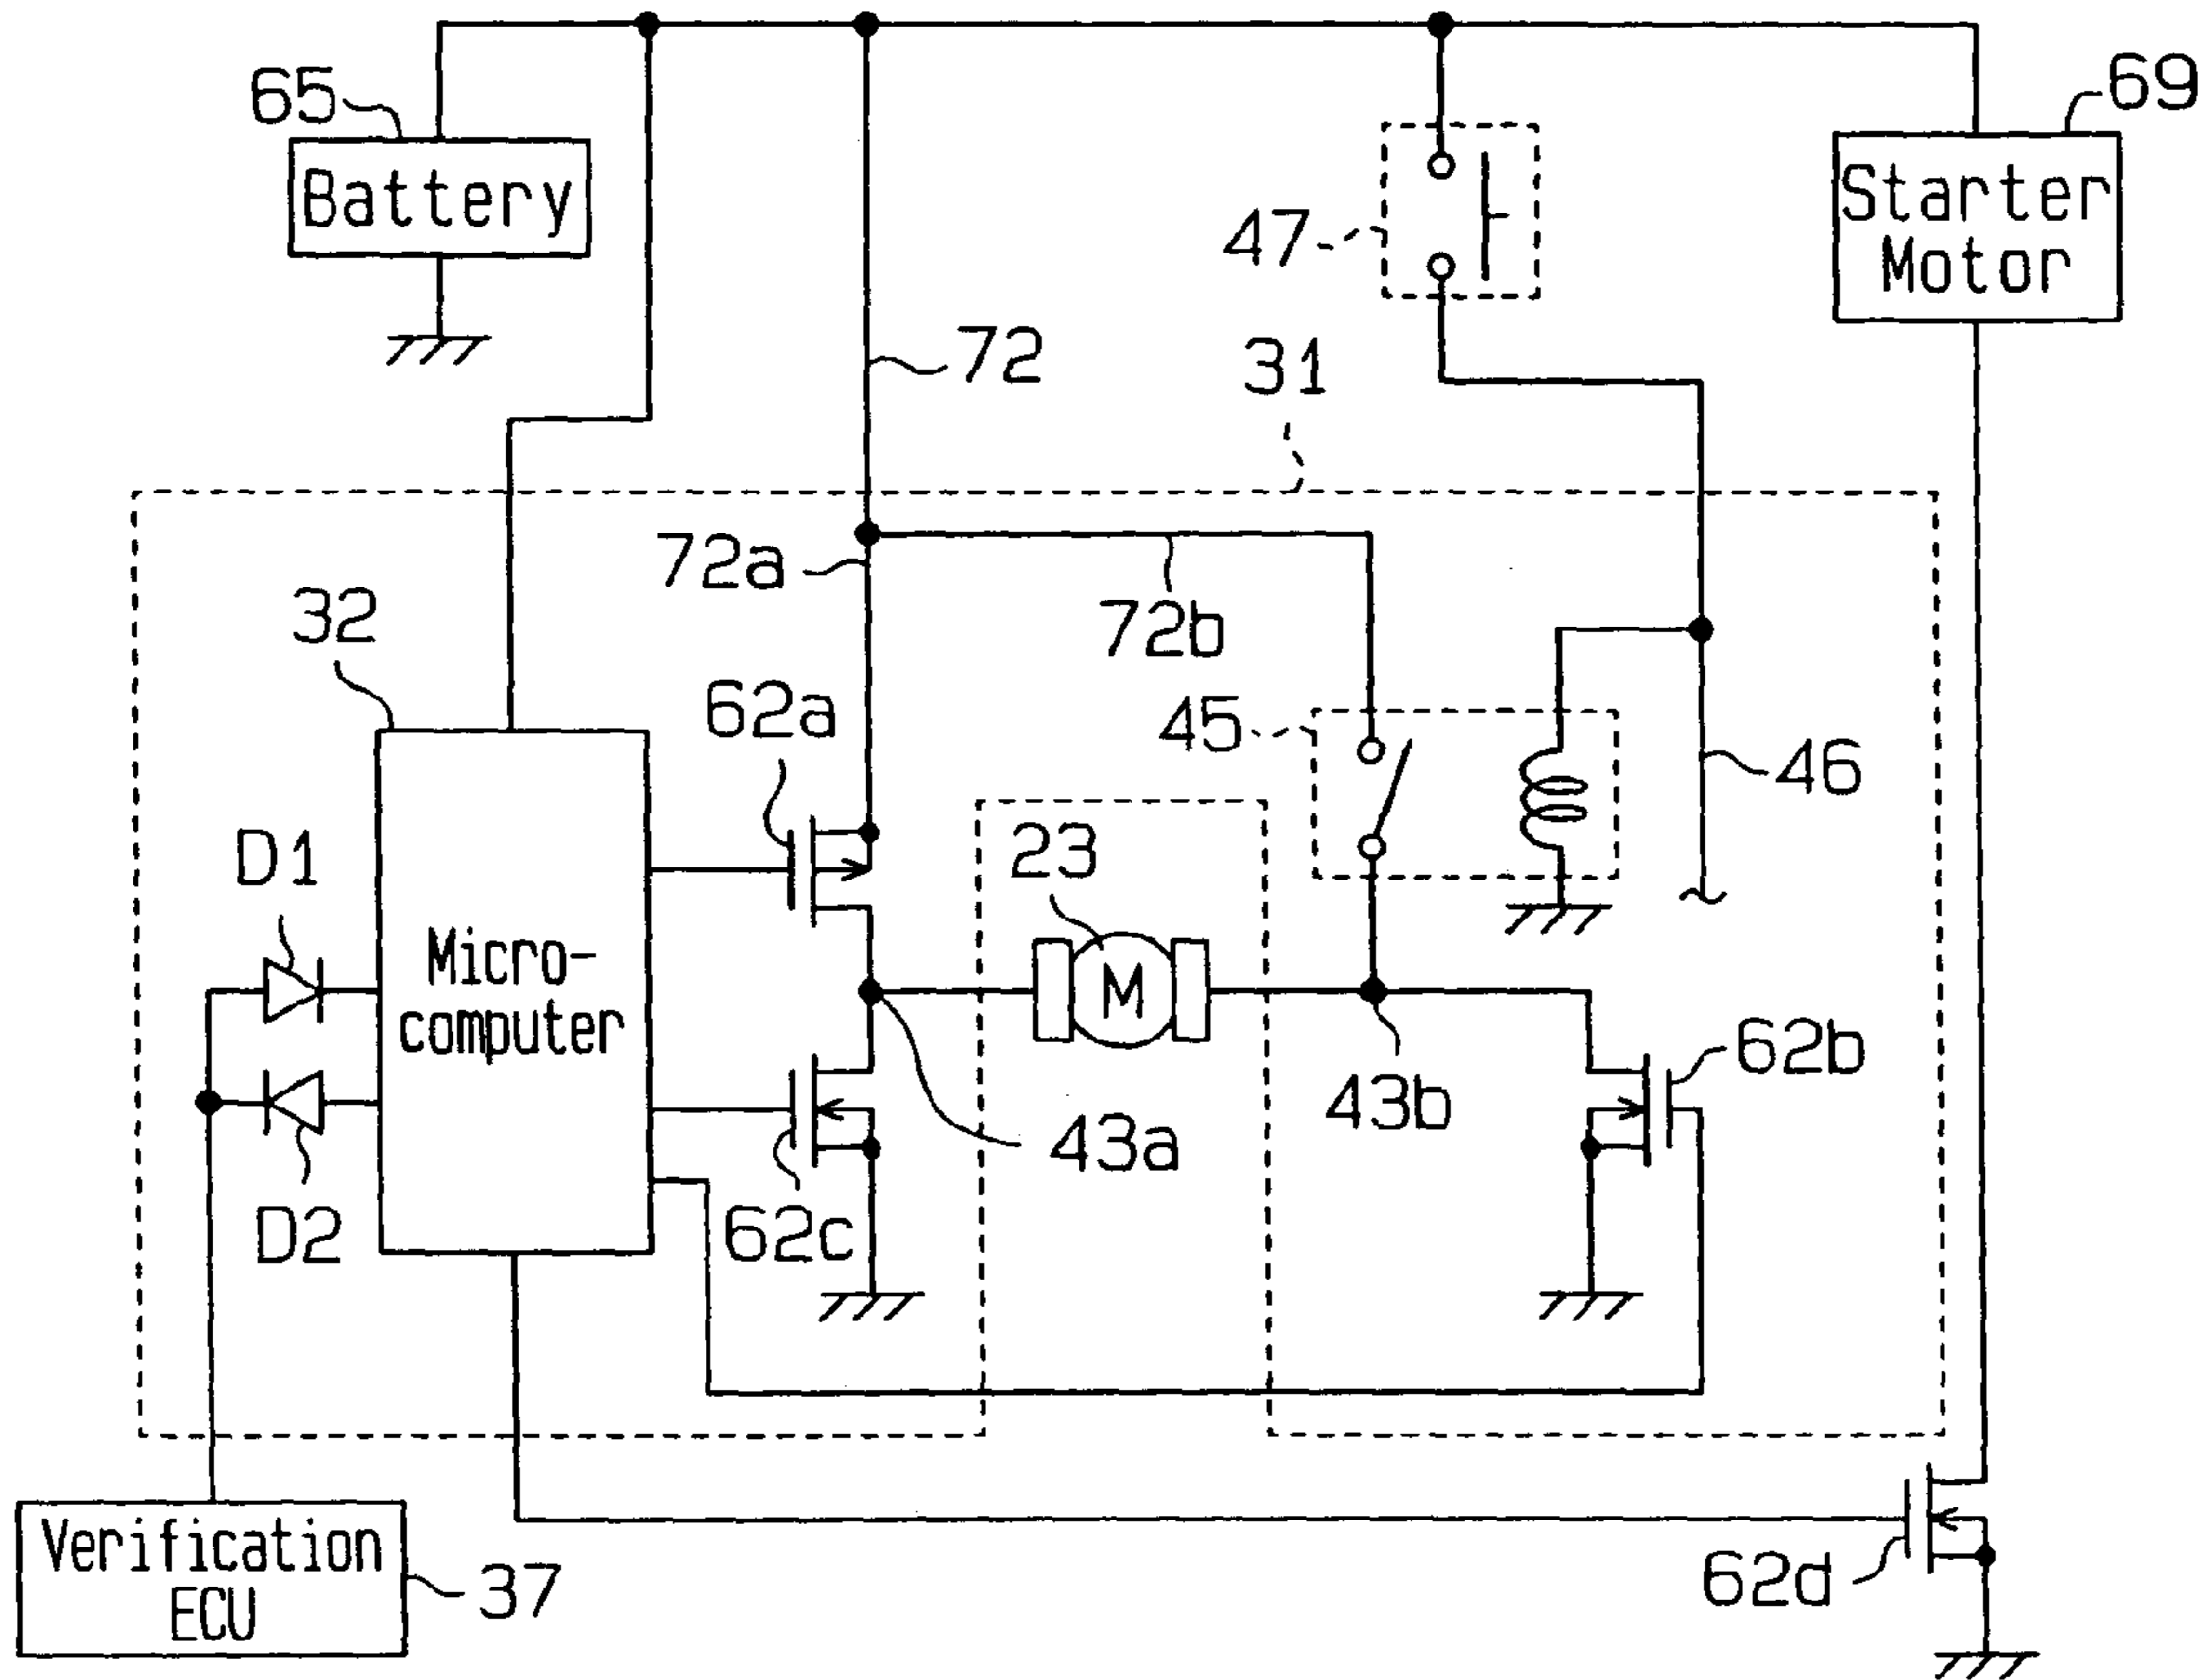 65
Battery
69
Starter
Motor
47
72
31
72a
72b
32
62a
45
46
D1
23
Micro-
computer
M
62b
43b
43a
D2
62c
Verification
ECU
37
62d